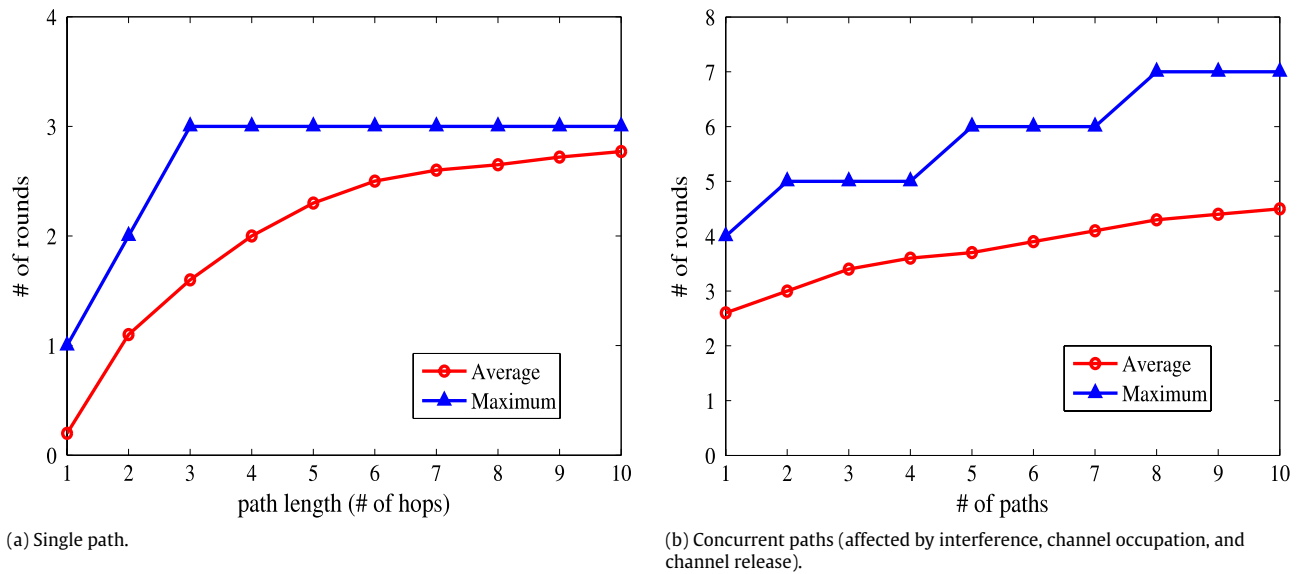 4
3
2
1
0
# of rounds
1 2 3 4 5 6 7 8 9 10
path length (# of hops)
Average
Maximum
(a) Single path.
8
7
6
5
4
3
2
1
0
# of rounds
1 2 3 4 5 6 7 8 9 10
# of paths
Average
Maximum
(b) Concurrent paths (affected by interference, channel occupation, and
channel release).